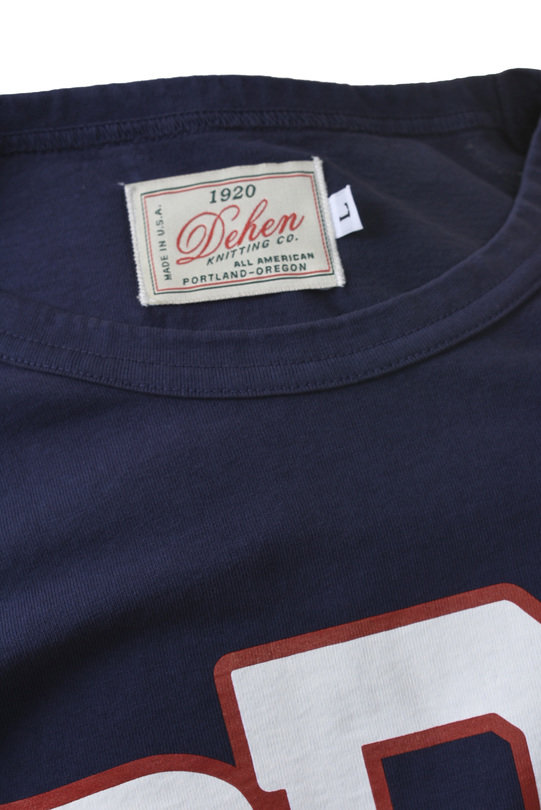 1920
Dehen
KNITTING CO.
ALL AMERICAN
PORTLAND-OREGON
MADE IN U.S.A.
L